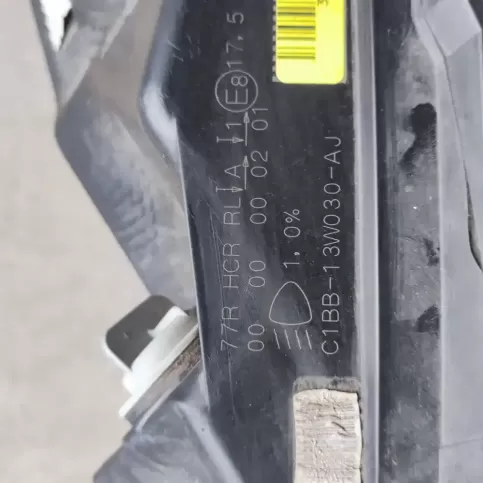 77R HCR RL A 1 E8 17.5
00 00 00 02 01
1,0%
C1BB-13W030-AJ